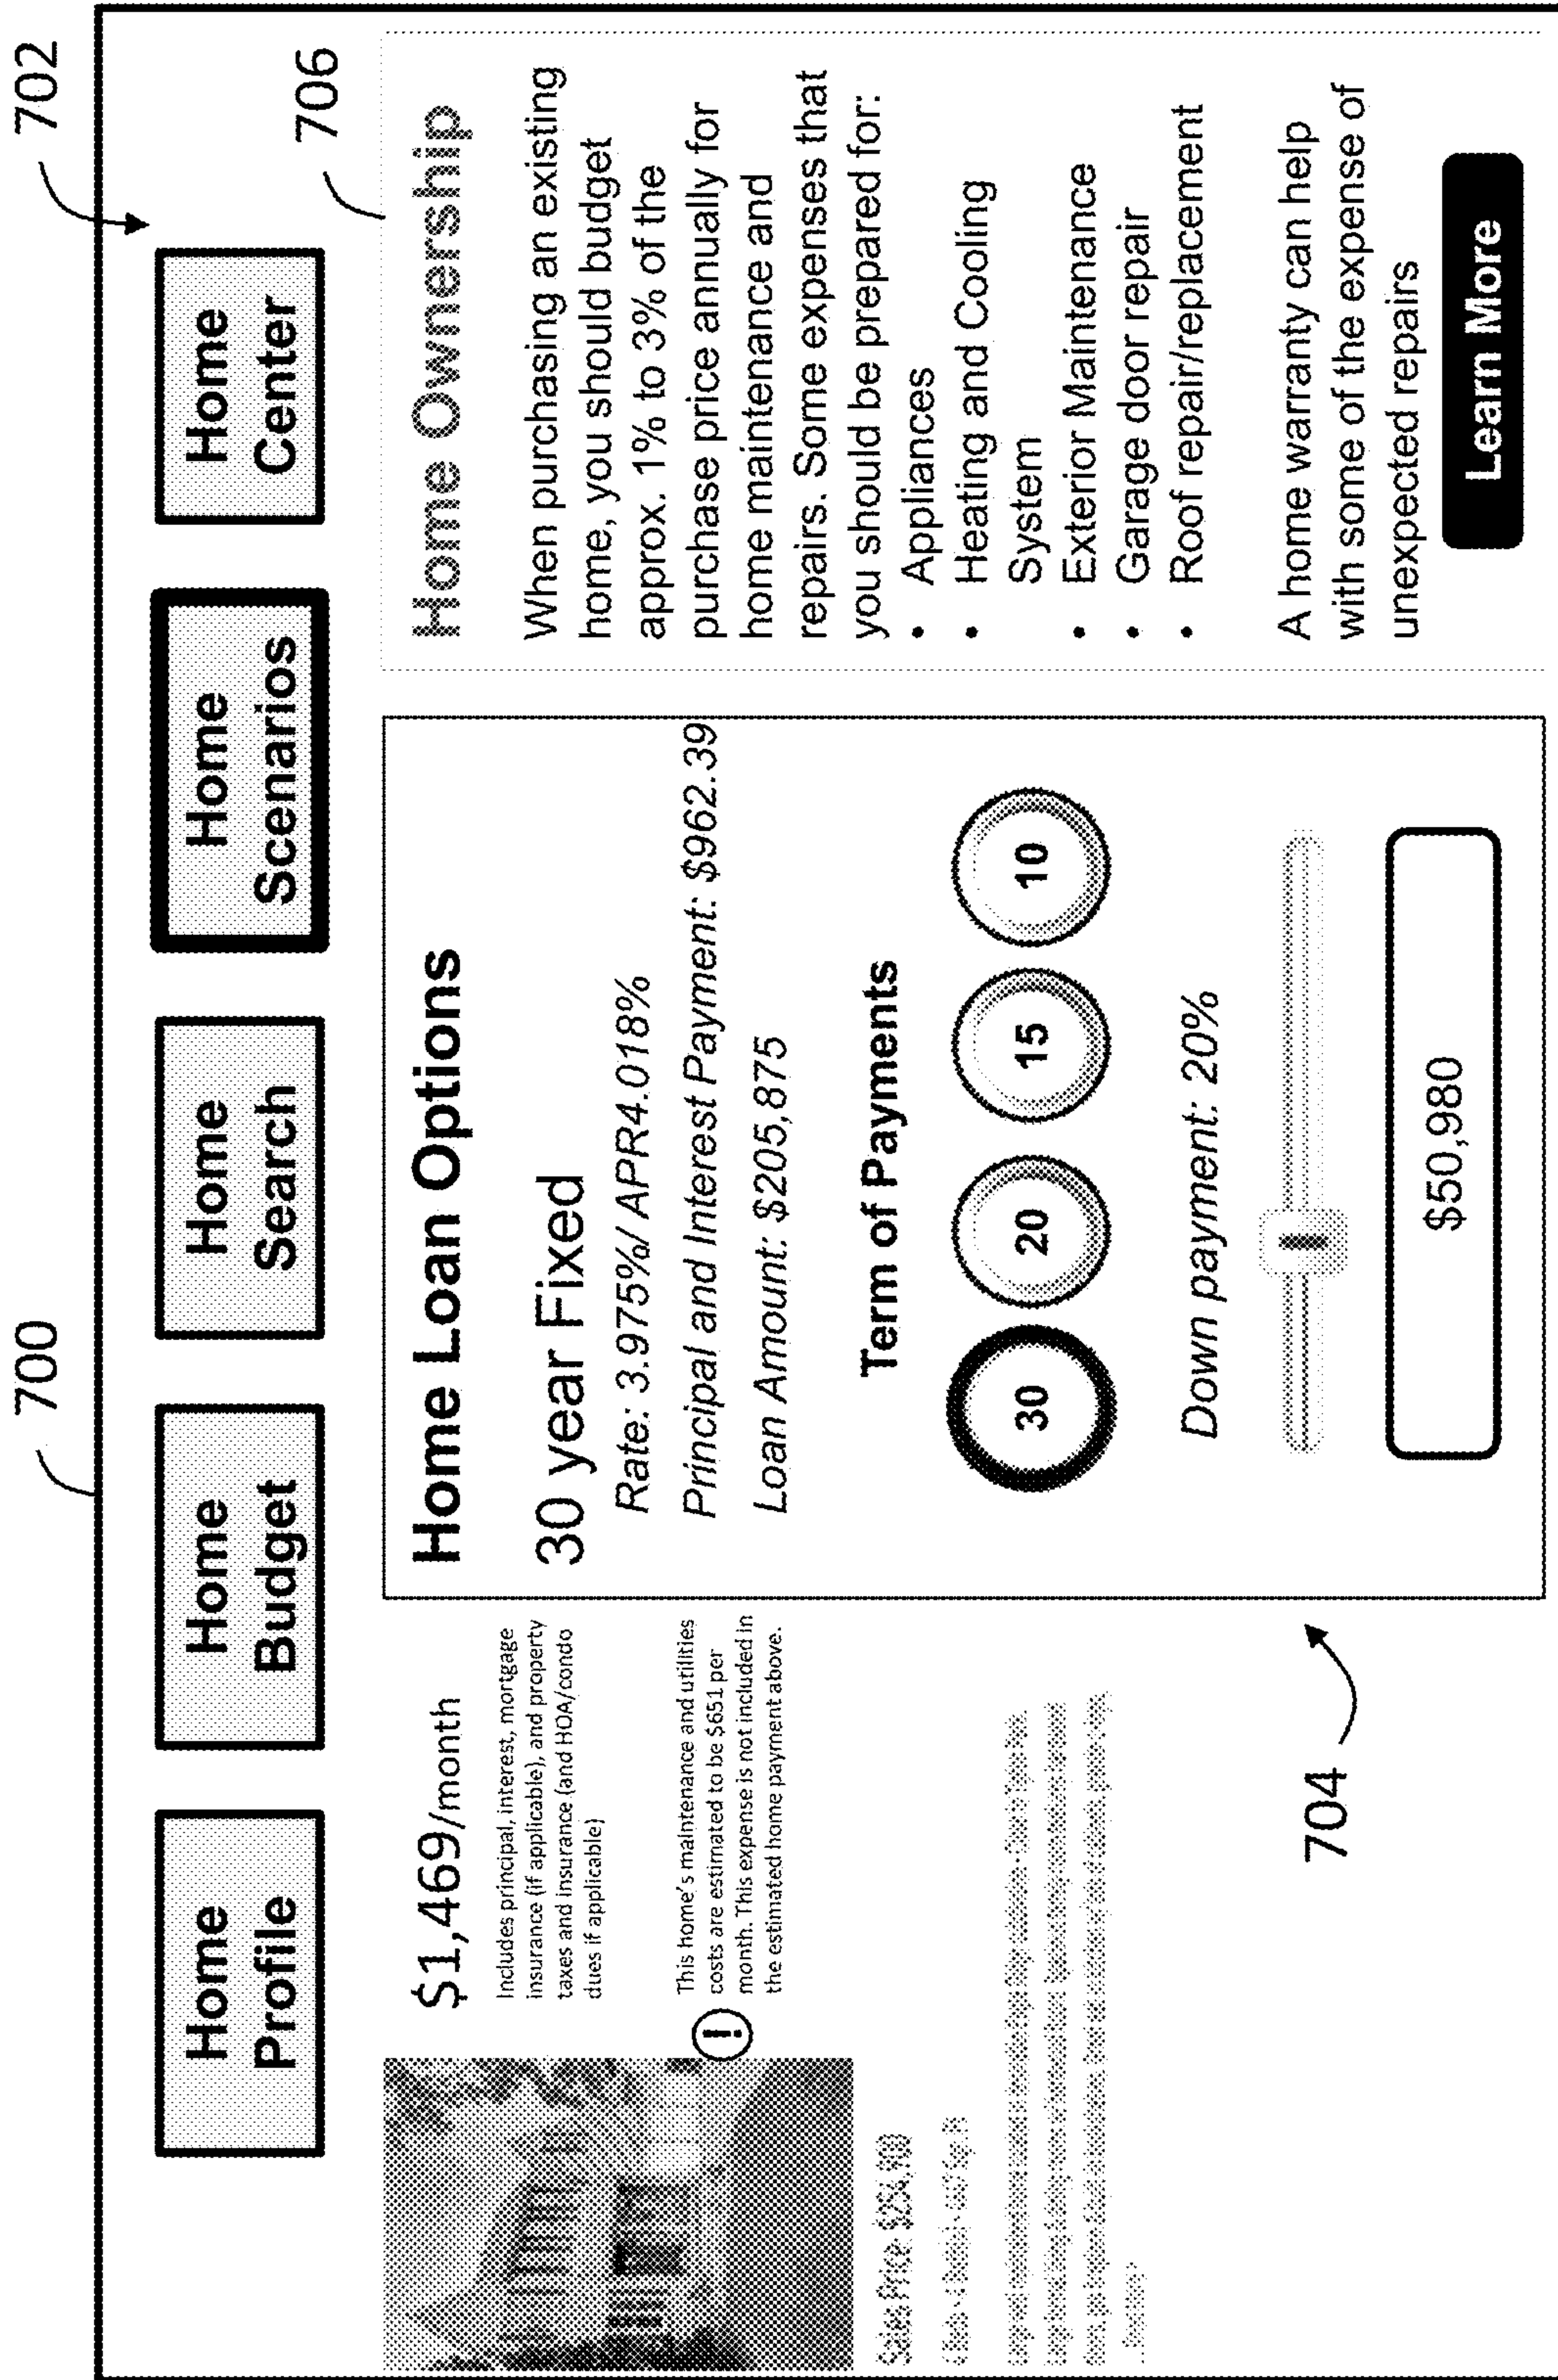 700
702
Home
Profile
Home
Budget
Home
Search
Home
Scenarios
Home
Center
$1,469/month
Includes principal, interest, mortgage
insurance (if applicable), and property
taxes and insurance (and HOA/condo
dues if applicable)
!
This home's maintenance and utilities
costs are estimated to be $651 per
month. This expense is not included in
the estimated home payment above.
Sales Price: $254,900
704
Home Loan Options
30 year Fixed
Rate: 3.975%/ APR4.018%
Principal and Interest Payment: $962.39
Loan Amount: $205,875
Term of Payments
30 20 15 10
Down payment: 20%
$50,980
706
Home Ownership
When purchasing an existing
home, you should budget
approx. 1% to 3% of the
purchase price annually for
home maintenance and
repairs. Some expenses that
you should be prepared for:
• Appliances
• Heating and Cooling
System
• Exterior Maintenance
• Garage door repair
• Roof repair/replacement
A home warranty can help
with some of the expense of
unexpected repairs
Learn More